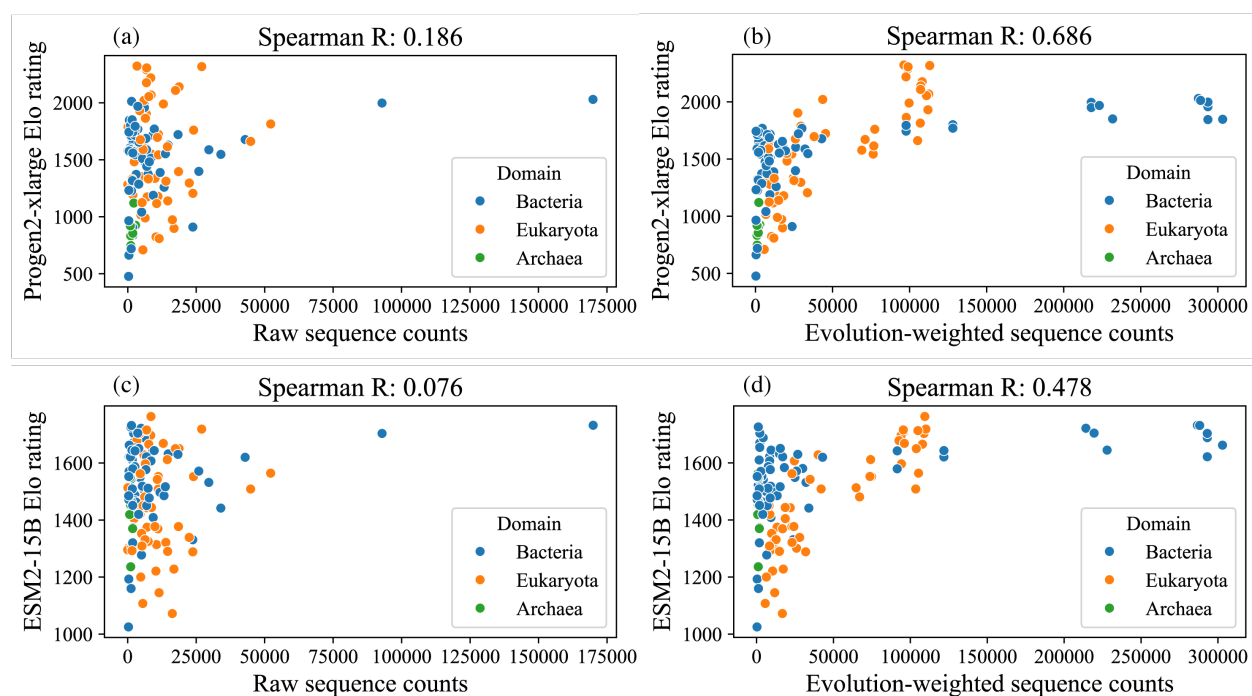 (a) Spearman R: 0.186
Progen2-xlarge Elo rating
2000
1500
1000
500
Domain
Bacteria
Eukaryota
Archaea
0 25000 50000 75000 100000 125000 150000 175000
Raw sequence counts
(b) Spearman R: 0.686
Progen2-xlarge Elo rating
2000
1500
1000
500
Domain
Bacteria
Eukaryota
Archaea
0 50000 100000 150000 200000 250000 300000
Evolution-weighted sequence counts
(c) Spearman R: 0.076
ESM2-15B Elo rating
1600
1400
1200
1000
Domain
Bacteria
Eukaryota
Archaea
0 25000 50000 75000 100000 125000 150000 175000
Raw sequence counts
(d) Spearman R: 0.478
ESM2-15B Elo rating
1600
1400
1200
1000
Domain
Bacteria
Eukaryota
Archaea
0 50000 100000 150000 200000 250000 300000
Evolution-weighted sequence counts